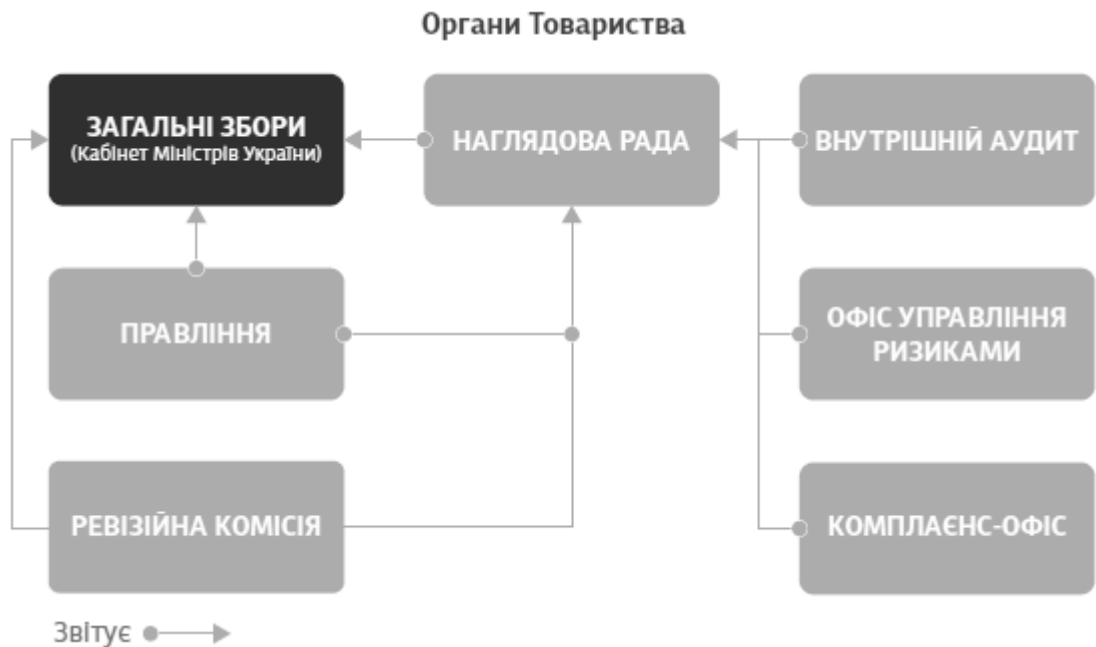 Органи Товариства
ЗАГАЛЬНІ ЗБОРИ
(Кабінет Міністрів України)
НАГЛЯДОВА РАДА
ВНУТРІШНІЙ АУДИТ
ПРАВЛІННЯ
ОФІС УПРАВЛІННЯ
РИЗИКАМИ
РЕВІЗІЙНА КОМІСІЯ
КОМПЛАЄНС-ОФІС
Звітує